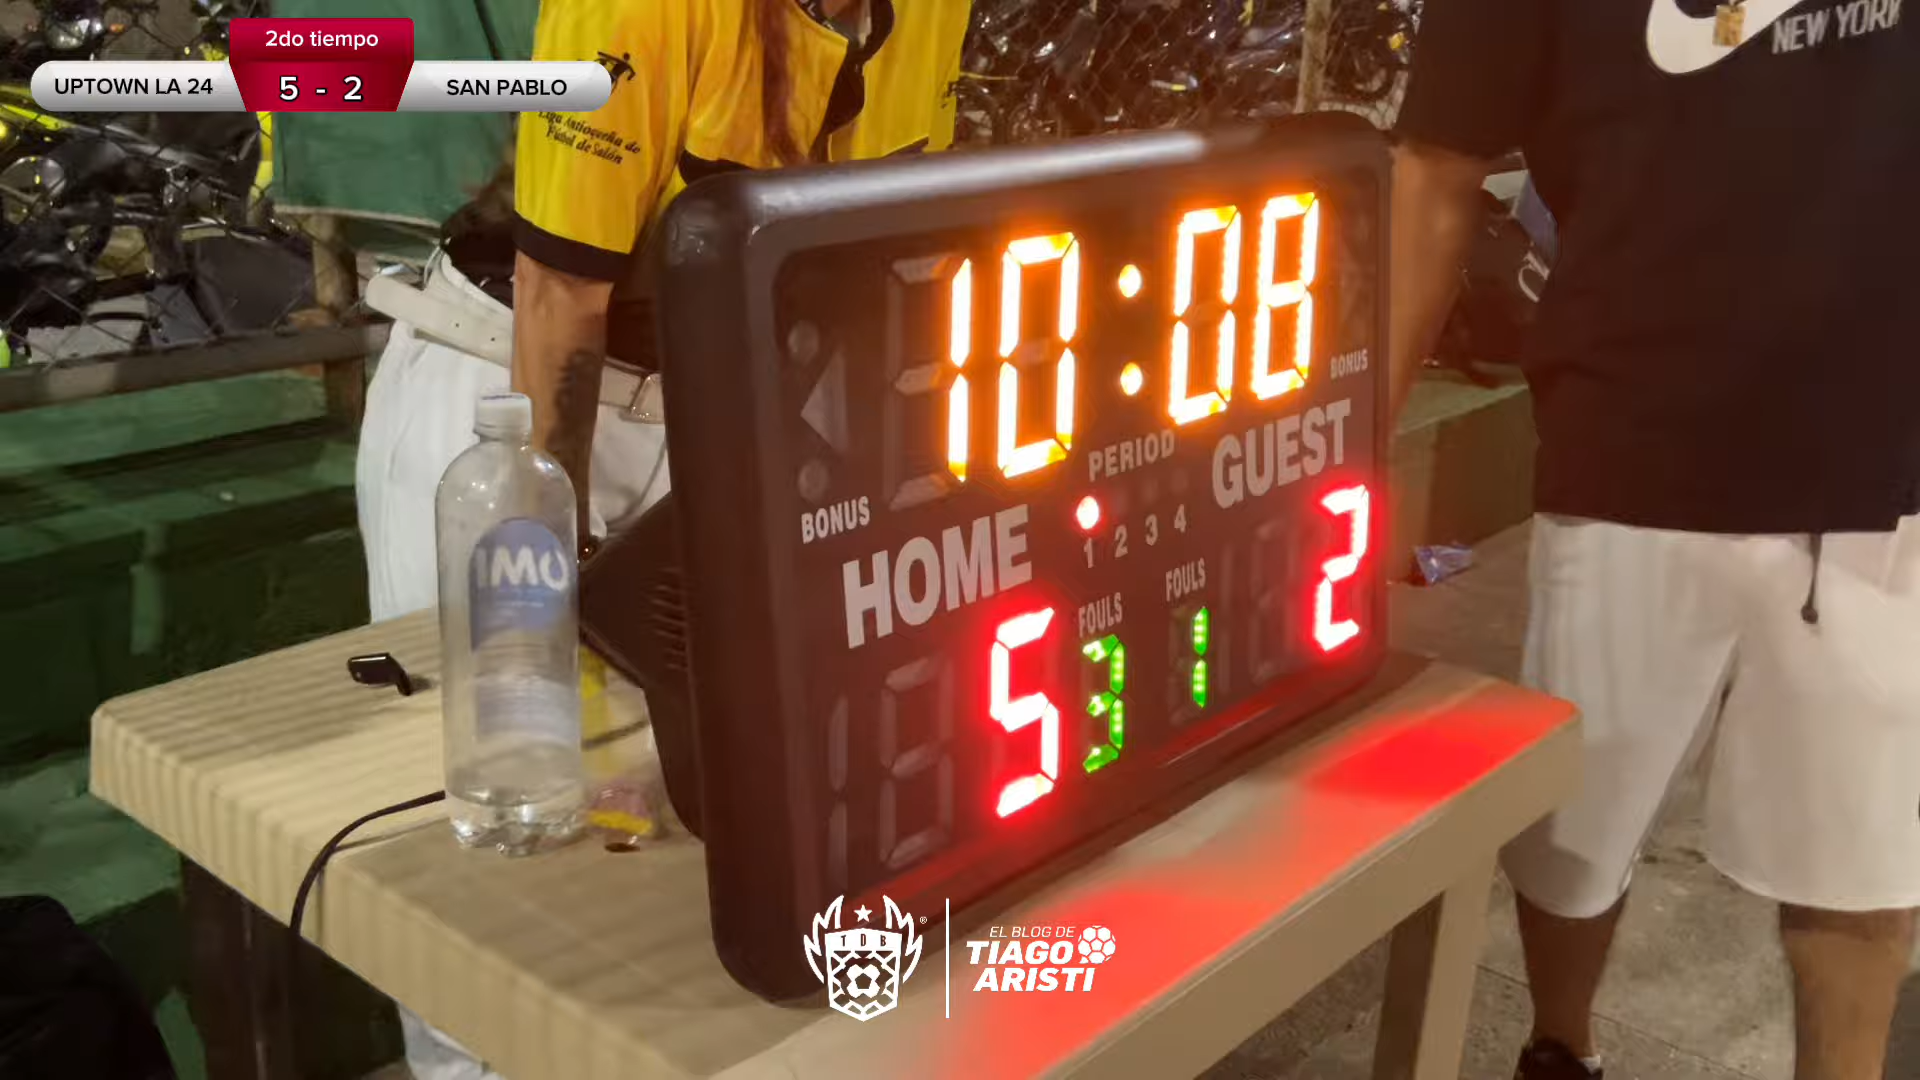 2do tiempo
UPTOWN LA 24
5 - 2
SAN PABLO
NEW YORK
Liga Antioqueña de
Fútbol de Salón
10:08
BONUS
PERIOD
GUEST
BONUS
HOME
1 2 3 4
2
FOULS
FOULS
5
3
1
TDB
®
EL BLOG DE
TIAGO
ARISTI